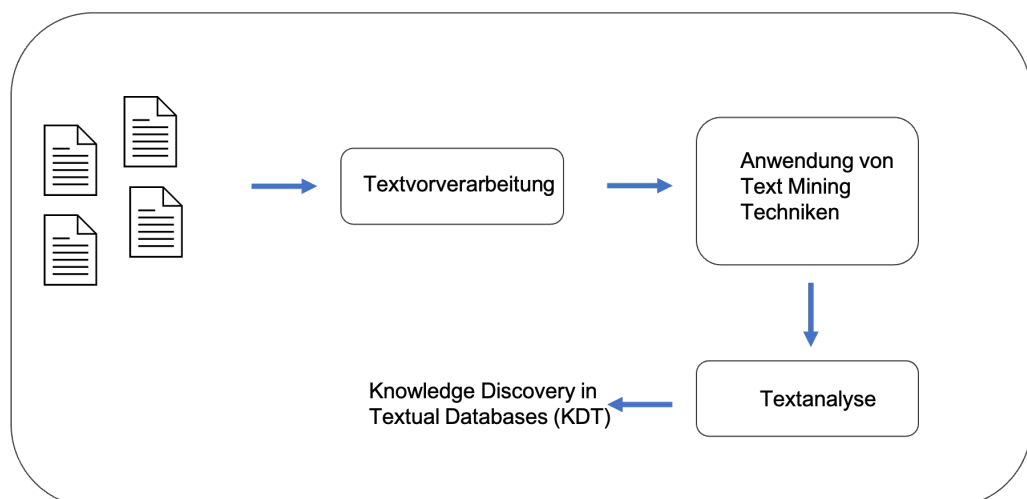 Textvorverarbeitung
Anwendung von
Text Mining
Techniken
Textanalyse
Knowledge Discovery in
Textual Databases (KDT)